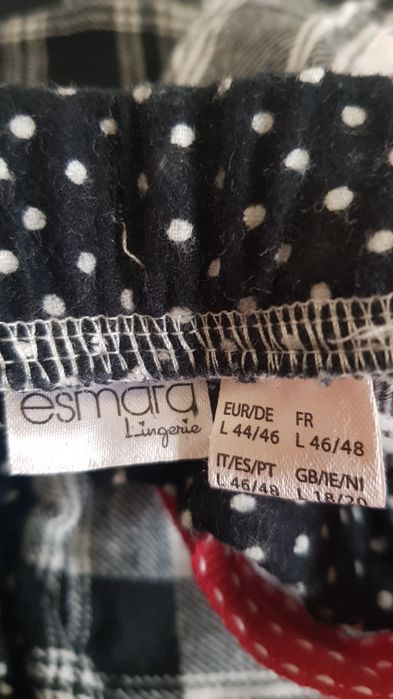 esmara
Lingerie
EUR/DE FR
L 44/46 L 46/48
IT/ES/PT GB/IE/NI
L 46/48 L 18/20